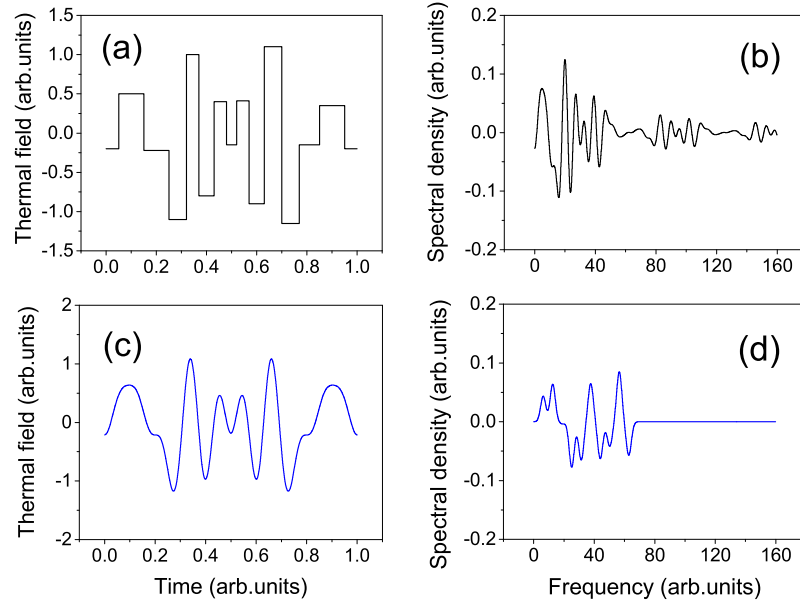 Thermal field (arb.units)
1.5
1.0
0.5
0.0
-0.5
-1.0
-1.5
(a)
0.0 0.2 0.4 0.6 0.8 1.0
Spectral density (arb.units)
0.2
0.1
0.0
-0.1
-0.2
(b)
0 40 80 120 160
Thermal field (arb.units)
2
1
0
-1
-2
(c)
0.0 0.2 0.4 0.6 0.8 1.0
Time (arb.units)
Spectral density (arb.units)
0.2
0.1
0.0
-0.1
-0.2
(d)
0 40 80 120 160
Frequency (arb.units)